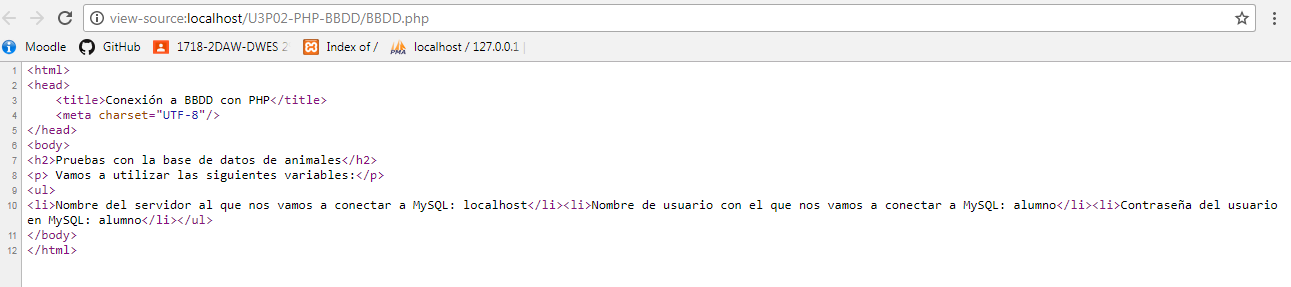 view-source:localhost/U3P02-PHP-BBDD/BBDD.php
Moodle GitHub 1718-2DAW-DWES 2 Index of / PMA localhost / 127.0.0.1
1 <html>
2 <head>
3 <title>Conexión a BBDD con PHP</title>
4 <meta charset="UTF-8"/>
5 </head>
6 <body>
7 <h2>Pruebas con la base de datos de animales</h2>
8 <p> Vamos a utilizar las siguientes variables:</p>
9 <ul>
10 <li>Nombre del servidor al que nos vamos a conectar a MySQL: localhost</li><li>Nombre de usuario con el que nos vamos a conectar a MySQL: alumno</li><li>Contraseña del usuario
en MySQL: alumno</li></ul>
11 </body>
12 </html>